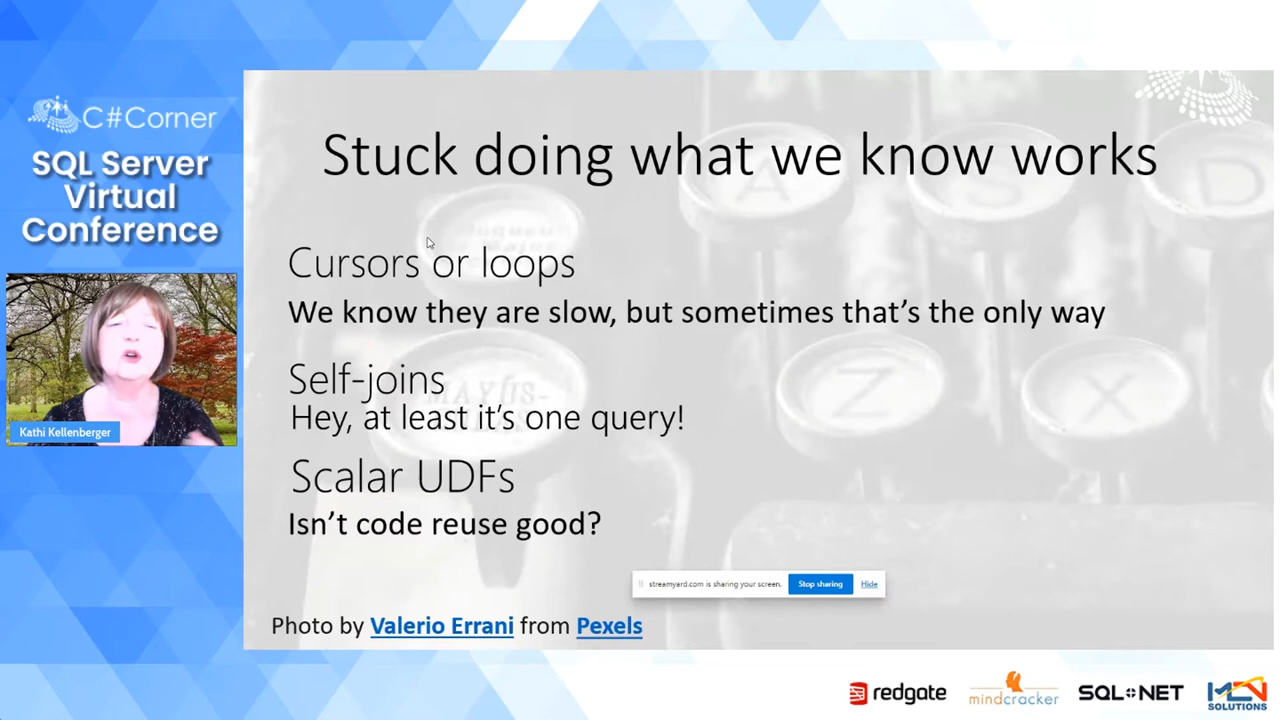 C#Corner
SQL Server
Virtual
Conference
Kathi Kellenberger
Stuck doing what we know works
Cursors or loops
We know they are slow, but sometimes that's the only way
Self-joins
Hey, at least it's one query!
Scalar UDFs
Isn't code reuse good?
streamyard.com is sharing your screen. Stop sharing Hide
Photo by Valerio Errani from Pexels
A
S
D
MAYUS-
Z
X
redgate
mindcracker
SQL+NET
MCN
SOLUTIONS